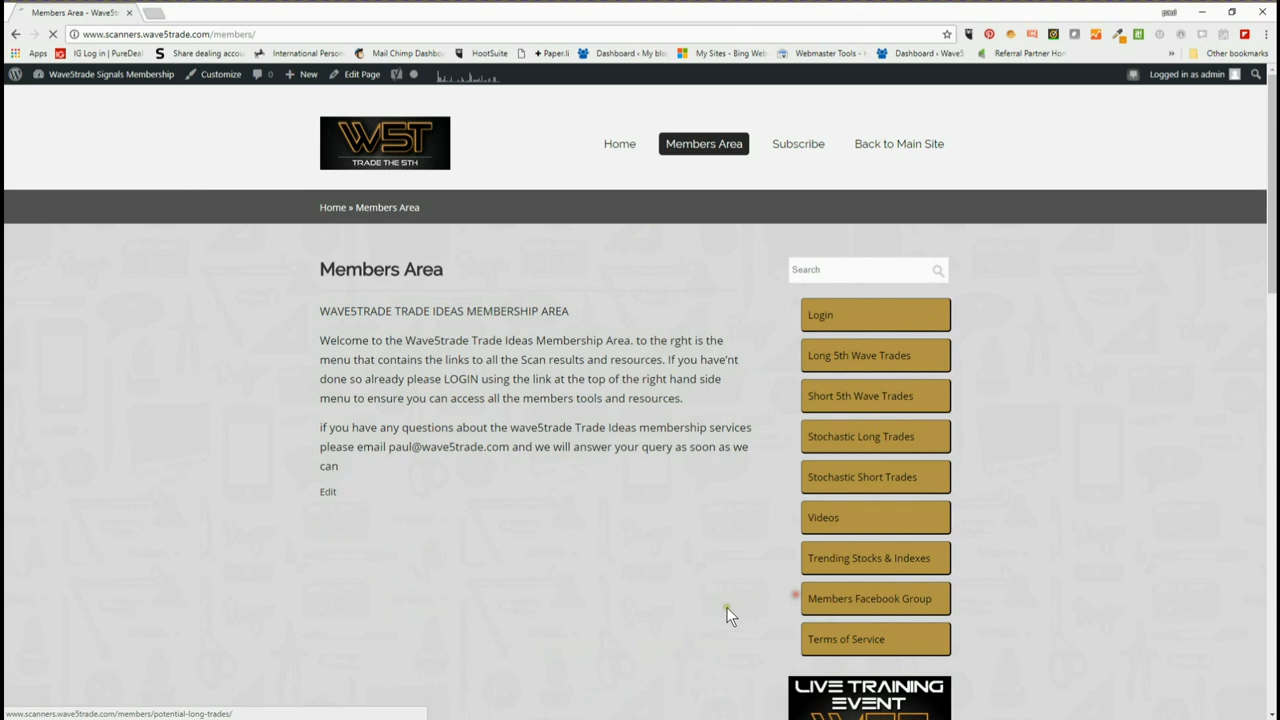 Members Area - Wave5t
paul
www.scanners.wave5trade.com/members/
Apps
IG Log in | PureDeal
Share dealing accou
International Person
Mail Chimp Dashbo
HootSuite
+ Paper.li
Dashboard ‹ My blo
My Sites - Bing Web
Webmaster Tools -
Dashboard ‹ Wave5
Referral Partner Hon
»
Other bookmarks
Wave5trade Signals Membership
Customize
0
+ New
Edit Page
Logged in as admin
W5T
TRADE THE 5TH
Home
Members Area
Subscribe
Back to Main Site
Home » Members Area
Members Area
Search
WAVE5TRADE TRADE IDEAS MEMBERSHIP AREA
Welcome to the Wave5trade Trade Ideas Membership Area. to the rght is the
menu that contains the links to all the Scan results and resources. If you have'nt
done so already please LOGIN using the link at the top of the right hand side
menu to ensure you can access all the members tools and resources.
if you have any questions about the wave5trade Trade Ideas membership services
please email paul@wave5trade.com and we will answer your query as soon as we
can
Edit
Login
Long 5th Wave Trades
Short 5th Wave Trades
Stochastic Long Trades
Stochastic Short Trades
Videos
Trending Stocks & Indexes
Members Facebook Group
Terms of Service
LIVE TRAINING
EVENT
www.scanners.wave5trade.com/members/potential-long-trades/